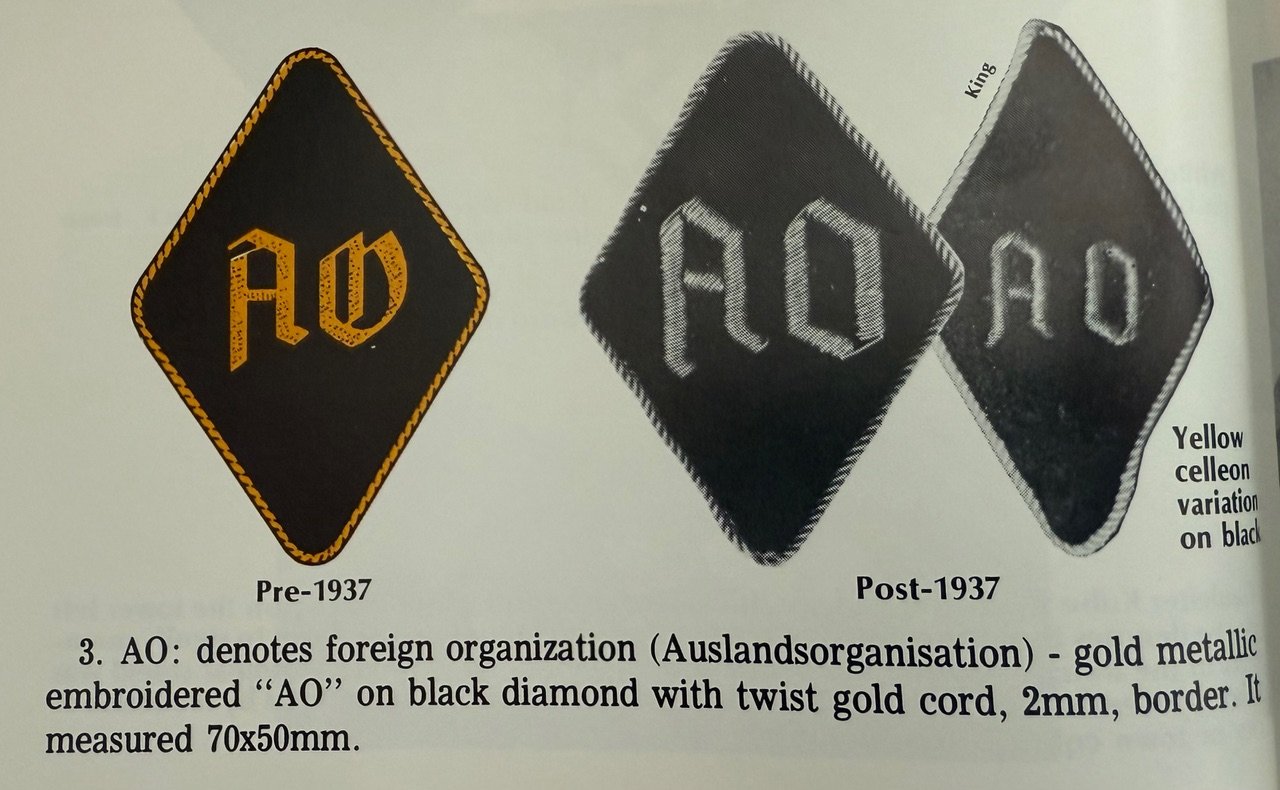 King
AO
AO
AO
Yellow
celleon
variation
on black
Pre-1937
Post-1937
3. AO: denotes foreign organization (Auslandsorganisation) - gold metallic
embroidered “AO” on black diamond with twist gold cord, 2mm, border. It
measured 70x50mm.